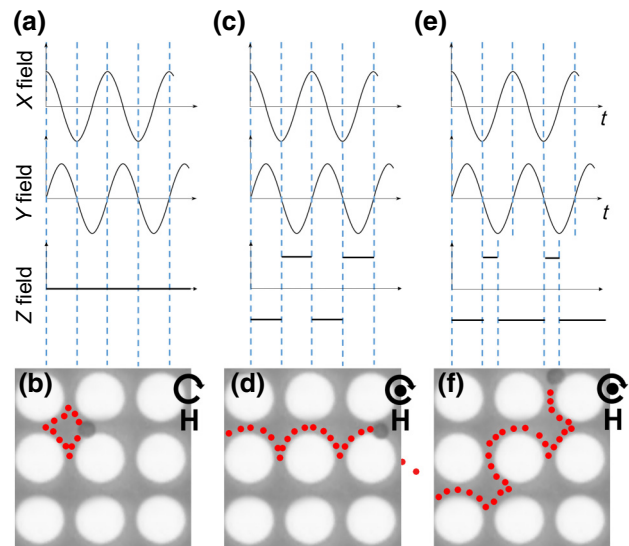 (a) (c) (e)
X field
t
Y field
t
Z field
(b) (d) (f)
H H H